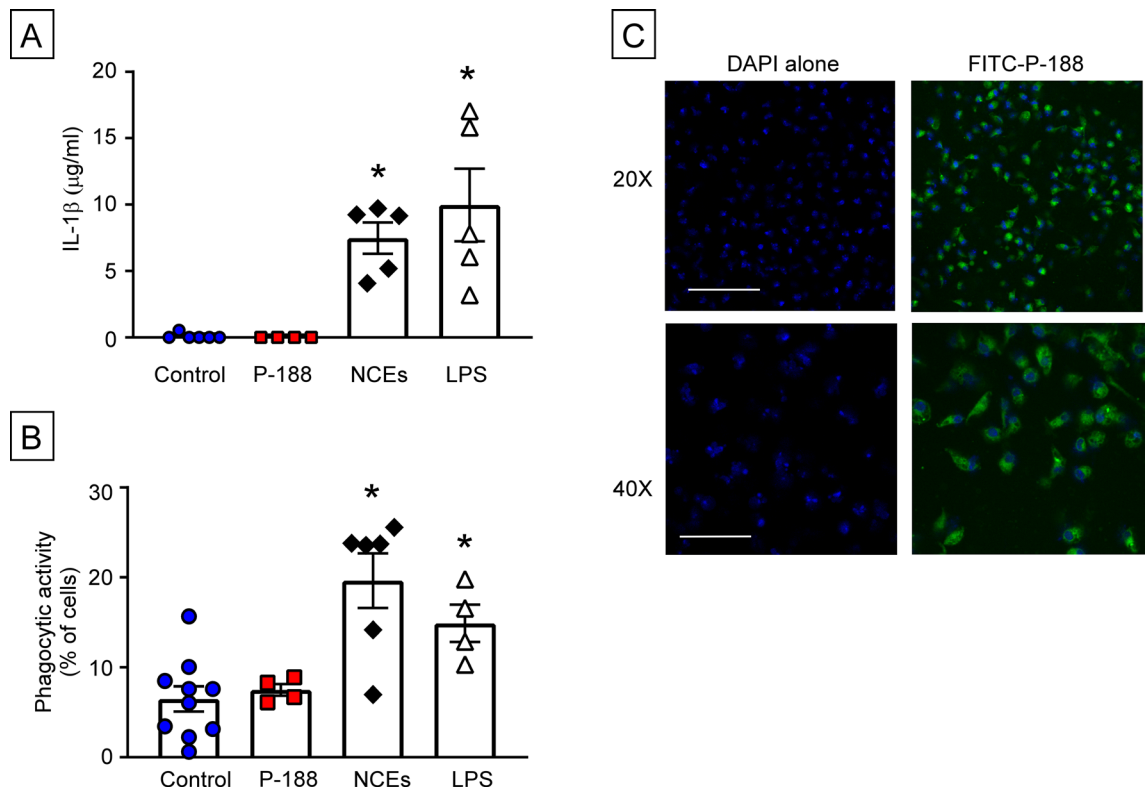 A
20
15
10
5
0
IL-1β (µg/ml)
*
*
Control
P-188
NCEs
LPS
B
30
20
10
0
Phagocytic activity
(% of cells)
*
*
Control
P-188
NCEs
LPS
C
DAPI alone
FITC-P-188
20X
40X